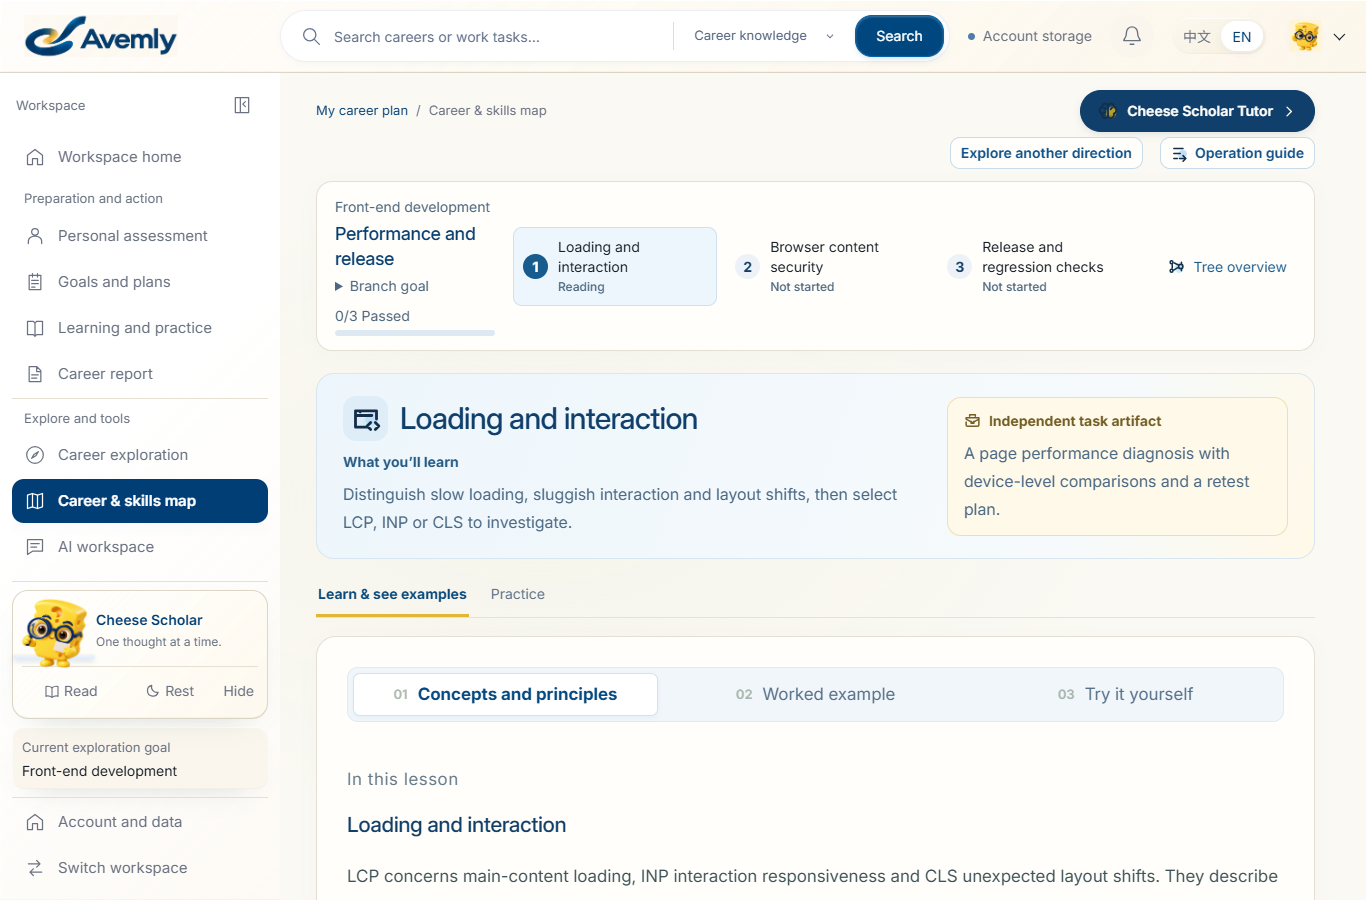 Avemly
Search careers or work tasks...
Career knowledge
Search
Account storage
中文
EN
Workspace
Workspace home
Preparation and action
Personal assessment
Goals and plans
Learning and practice
Career report
Explore and tools
Career exploration
Career & skills map
AI workspace
Cheese Scholar
One thought at a time.
Read
Rest
Hide
Current exploration goal
Front-end development
Account and data
Switch workspace
My career plan / Career & skills map
Cheese Scholar Tutor
Explore another direction
Operation guide
Front-end development
Performance and
release
Branch goal
0/3 Passed
1
Loading and
interaction
Reading
2
Browser content
security
Not started
3
Release and
regression checks
Not started
Tree overview
Loading and interaction
What you’ll learn
Distinguish slow loading, sluggish interaction and layout shifts, then select
LCP, INP or CLS to investigate.
Independent task artifact
A page performance diagnosis with
device-level comparisons and a retest
plan.
Learn & see examples
Practice
01 Concepts and principles
02 Worked example
03 Try it yourself
In this lesson
Loading and interaction
LCP concerns main-content loading, INP interaction responsiveness and CLS unexpected layout shifts. They describe